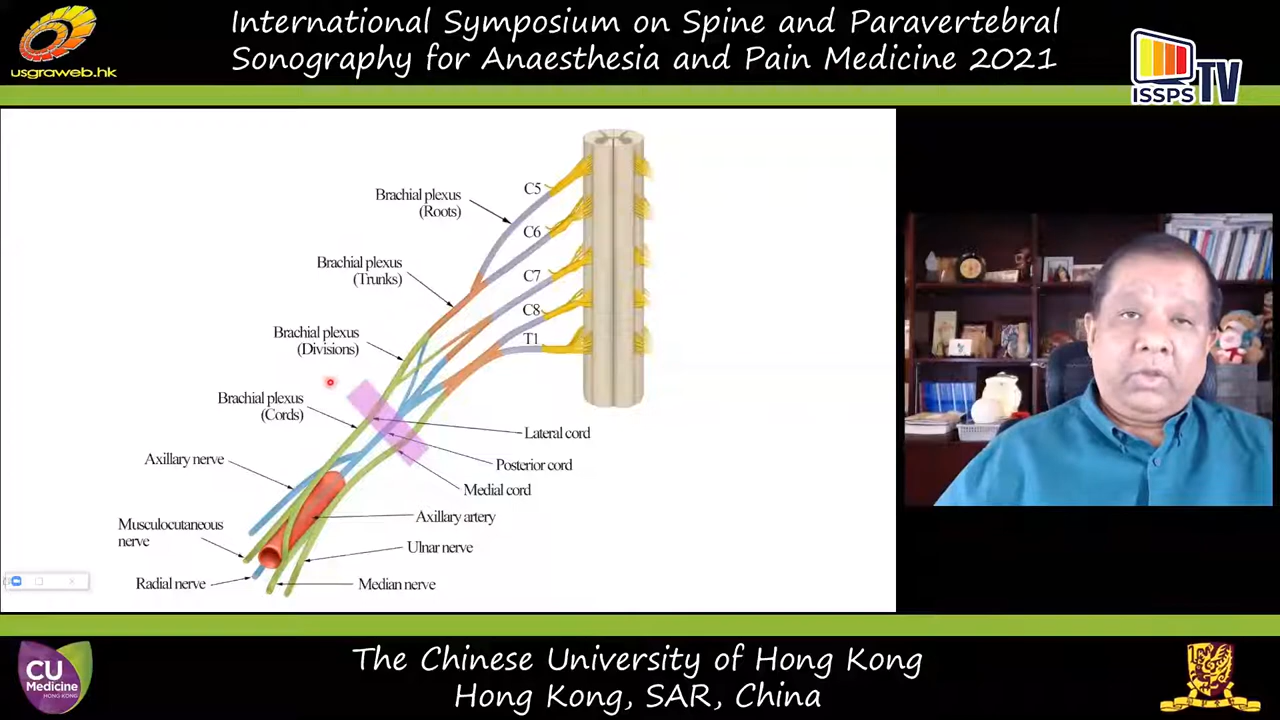 International Symposium on Spine and Paravertebral
Sonography for Anaesthesia and Pain Medicine 2021
usgraweb.hk
ISSPS TV
C5
Brachial plexus
(Roots)
C6
Brachial plexus
(Trunks)
C7
C8
Brachial plexus
(Divisions)
T1
Brachial plexus
(Cords)
Lateral cord
Axillary nerve
Posterior cord
Medial cord
Axillary artery
Musculocutaneous
nerve
Ulnar nerve
Radial nerve
Median nerve
CU
Medicine
HONG KONG
The Chinese University of Hong Kong
Hong Kong, SAR, China